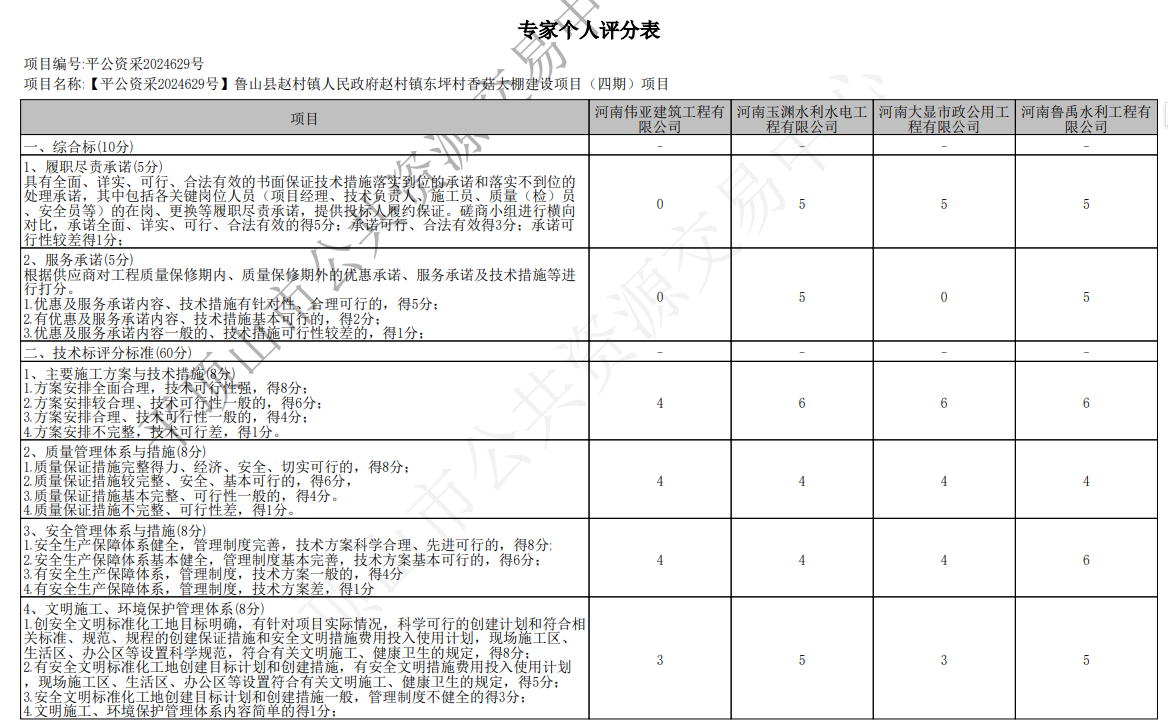 专家个人评分表
项目编号:平公资采2024629号
项目名称:【平公资采2024629号】鲁山县赵村镇人民政府赵村镇东坪村香菇大棚建设项目（四期）项目
项目
河南伟亚建筑工程有
限公司
河南玉渊水利水电工
程有限公司
河南大显市政公用工
程有限公司
河南鲁禹水利工程有
限公司
一、综合标(10分)
- - - -
1、履职尽责承诺(5分)
具有全面、详实、可行、合法有效的书面保证技术措施落实到位的承诺和落实不到位的
处理承诺，其中包括各关键岗位人员（项目经理、技术负责人、施工员、质量（检）员
、安全员等）的在岗、更换等履职尽责承诺，提供投标人履约保证。磋商小组进行横向
对比，承诺全面、详实、可行、合法有效的得5分；承诺可行、合法有效得3分；承诺可
行性较差得1分；
0 5 5 5
2、服务承诺(5分)
根据供应商对工程质量保修期内、质量保修期外的优惠承诺、服务承诺及技术措施等进
行打分。
1.优惠及服务承诺内容、技术措施有针对性、合理可行的，得5分；
2.有优惠及服务承诺内容、技术措施基本可行的，得2分；
3.优惠及服务承诺内容一般的、技术措施可行性较差的，得1分；
0 5 0 5
二、技术标评分标准(60分)
- - - -
1、主要施工方案与技术措施(8分)
1.方案安排全面合理，技术可行性强，得8分；
2.方案安排较合理、技术可行性一般的，得6分；
3.方案安排合理、技术可行性一般的，得4分；
4.方案安排不完整，技术可行差，得1分。
4 6 6 6
2、质量管理体系与措施(8分)
1.质量保证措施完整得力、经济、安全、切实可行的，得8分；
2.质量保证措施较完整、安全、基本可行的，得6分，
3.质量保证措施基本完整、可行性一般的，得4分。
4.质量保证措施不完整、可行性差，得1分。
4 4 4 4
3、安全管理体系与措施(8分)
1.安全生产保障体系健全，管理制度完善，技术方案科学合理、先进可行的，得8分;
2.安全生产保障体系基本健全，管理制度基本完善，技术方案基本可行的，得6分；
3.有安全生产保障体系，管理制度，技术方案一般的，得4分
4.有安全生产保障体系，管理制度，技术方案差，得1分
4 4 4 6
4、文明施工、环境保护管理体系(8分)
1.创安全文明标准化工地目标明确，有针对项目实际情况，科学可行的创建计划和符合相
关标准、规范、规程的创建保证措施和安全文明措施费用投入使用计划，现场施工区、
生活区、办公区等设置科学规范，符合有关文明施工、健康卫生的规定，得8分；
2.有安全文明标准化工地创建目标计划和创建措施，有安全文明措施费用投入使用计划
，现场施工区、生活区、办公区等设置符合有关文明施工、健康卫生的规定，得5分；
3.安全文明标准化工地创建目标计划和创建措施一般，管理制度不健全的得3分；
4.文明施工、环境保护管理体系内容简单的得1分；
3 5 3 5
平顶山市公共资源交易中
顶山市公共资源交易中心